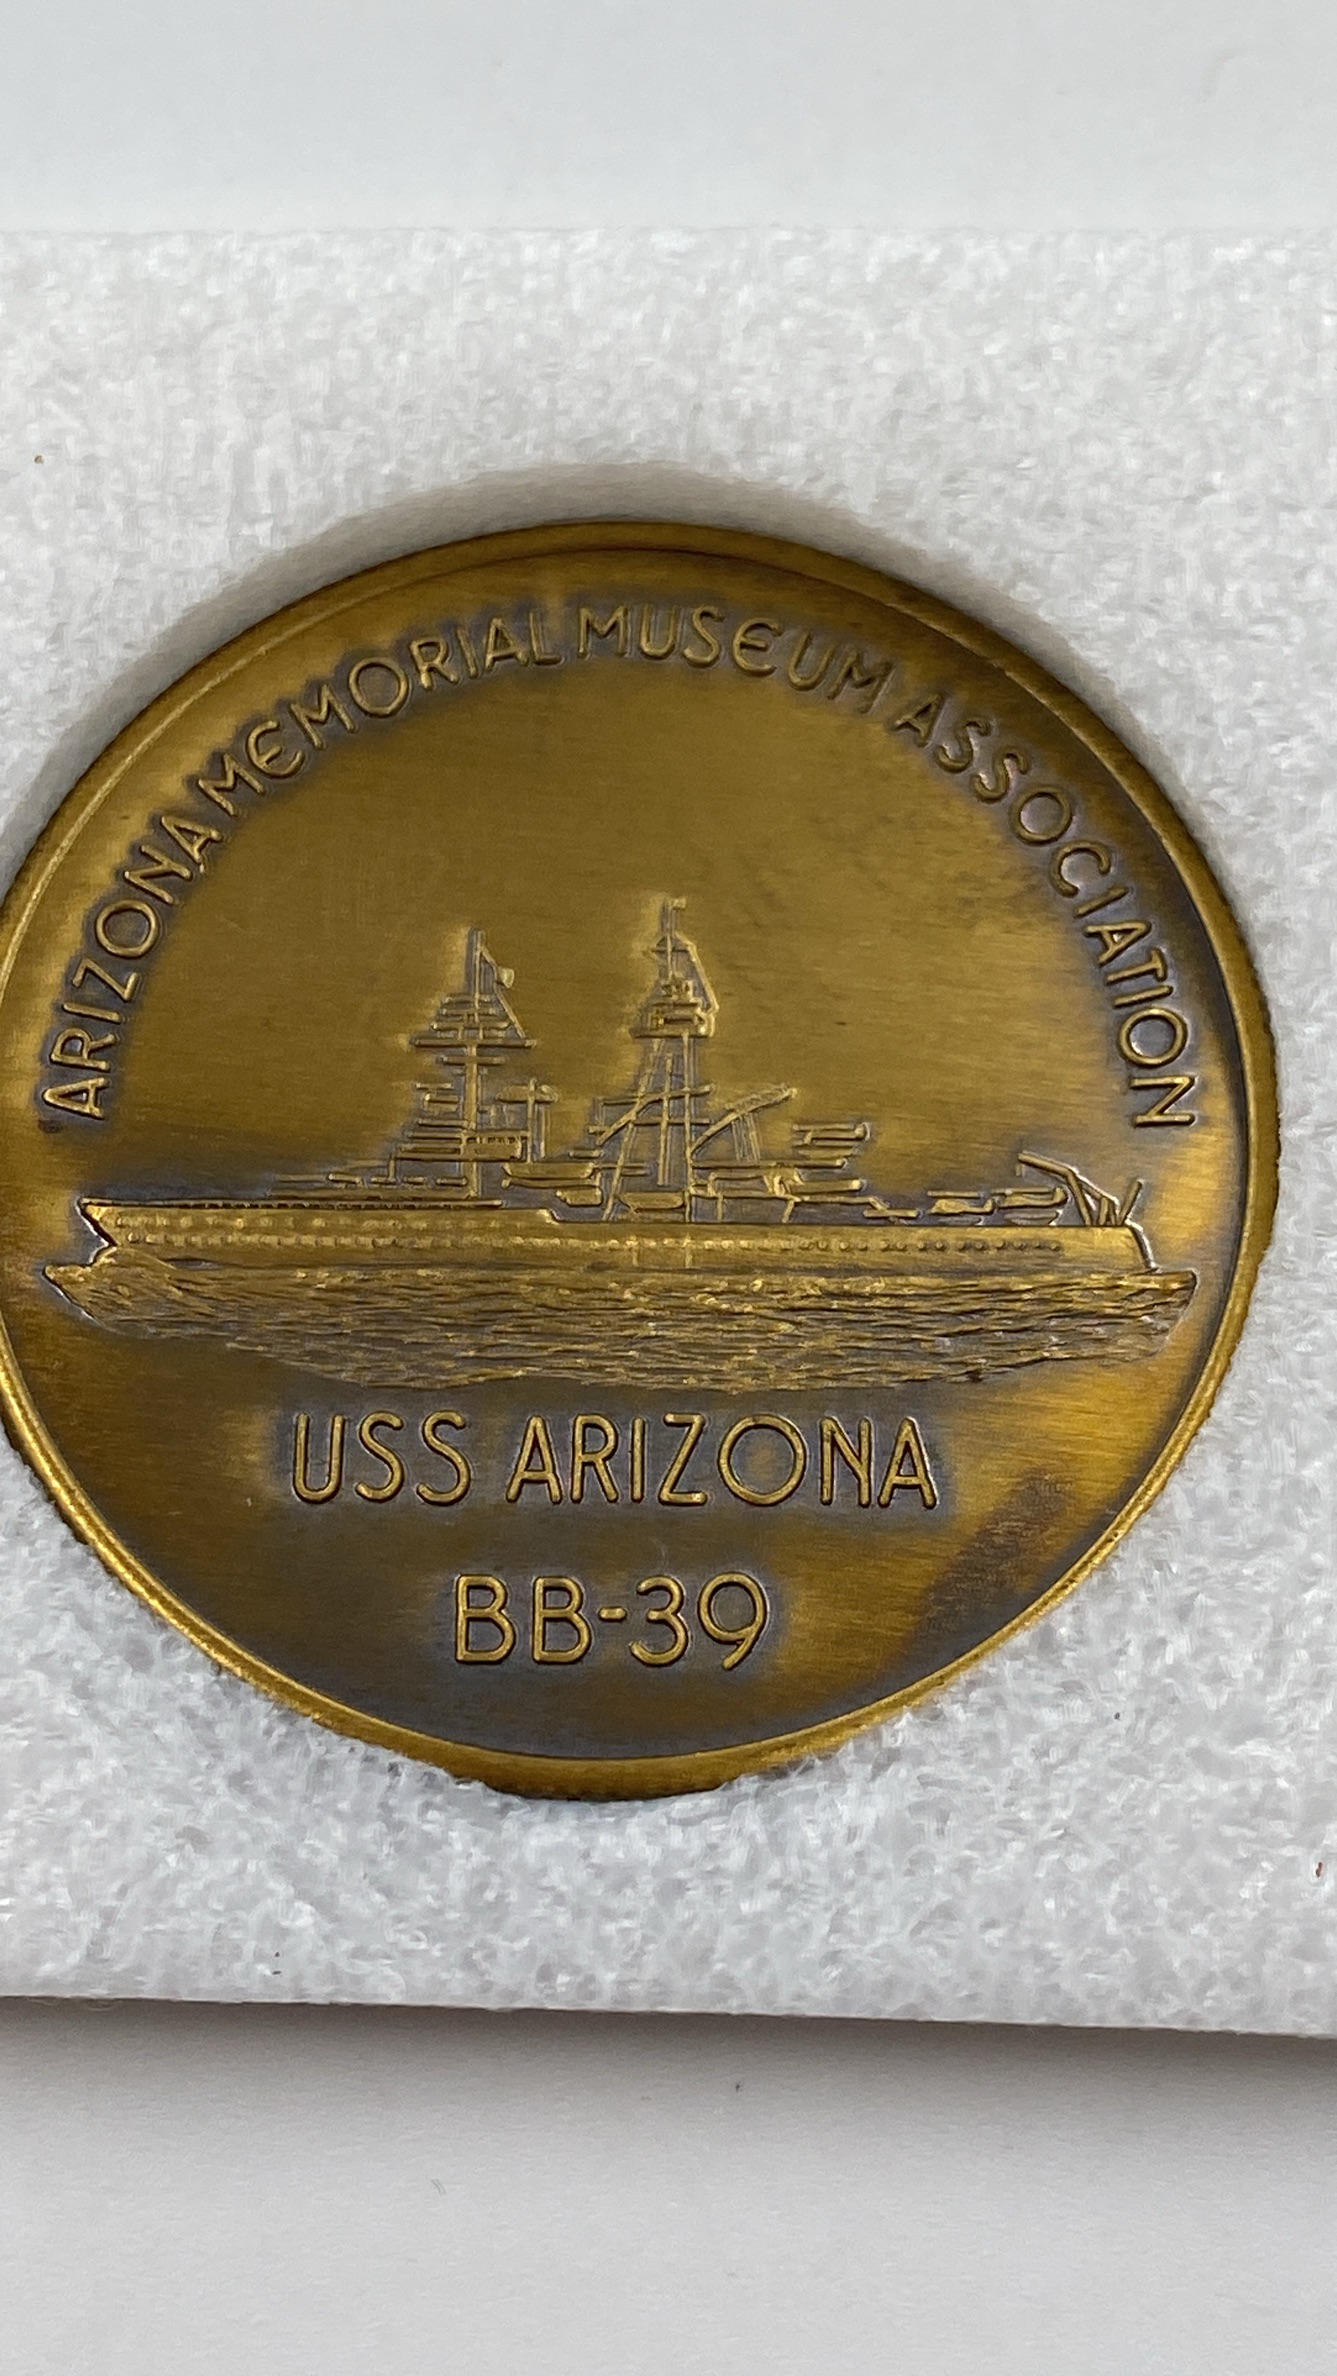 ARIZONA MEMORIAL MUSEUM ASSOCIATION
USS ARIZONA
BB-39